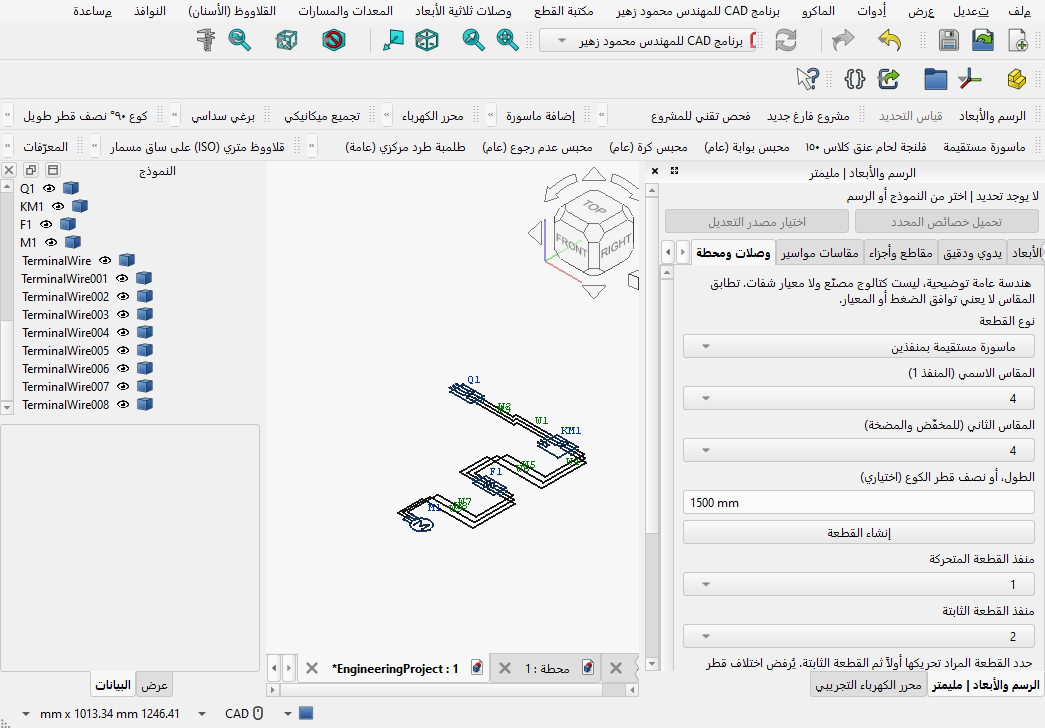 ملف تعديل عرض أدوات الماكرو برنامج CAD للمهندس محمود زهير مكتبة القطع وصلات ثلاثية الأبعاد المعدات والمسارات القلاووظ (الأسنان) النوافذ مساعدة
برنامج CAD للمهندس محمود زهير
الرسم والأبعاد قياس التحديد مشروع فارغ جديد فحص تقني للمشروع » إضافة ماسورة » محرر الكهرباء » تجميع ميكانيكي » برغي سداسي » كوع ٩٠° نصف قطر طويل »
ماسورة مستقيمة فلنجة لحام عنق كلاس ١٥٠ محبس بوابة (عام) محبس كرة (عام) محبس عدم رجوع (عام) طلمبة طرد مركزي (عامة) » قلاووظ متري (ISO) على ساق مسمار » المعرّفات »
النموذج
Q1
KM1
F1
M1
TerminalWire
TerminalWire001
TerminalWire002
TerminalWire003
TerminalWire004
TerminalWire005
TerminalWire006
TerminalWire007
TerminalWire008
عرض البيانات
TOP
FRONT
RIGHT
Q1
W1
KM1
F1
M1
W7
EngineeringProject : 1*
محطة : 1
الرسم والأبعاد | مليمتر
لا يوجد تحديد | اختر من النموذج أو الرسم
تحميل خصائص المحدد اختيار مصدر التعديل
الأبعاد يدوي ودقيق مقاطع وأجزاء مقاسات مواسير وصلات ومحطة
هندسة عامة توضيحية، ليست كتالوج مصنّع ولا معيار شفات. تطابق
المقاس لا يعني توافق الضغط أو المعيار.
نوع القطعة
ماسورة مستقيمة بمنفذين
المقاس الاسمي (المنفذ 1)
4
المقاس الثاني (للمخفّض والمضخة)
4
الطول، أو نصف قطر الكوع (اختياري)
1500 mm
إنشاء القطعة
منفذ القطعة المتحركة
1
منفذ القطعة الثابتة
2
حدد القطعة المراد تحريكها أولاً ثم القطعة الثابتة. يُرفض اختلاف قطر
الرسم والأبعاد | مليمتر محرر الكهرباء التجريبي
1246.41 mm x 1013.34 mm CAD